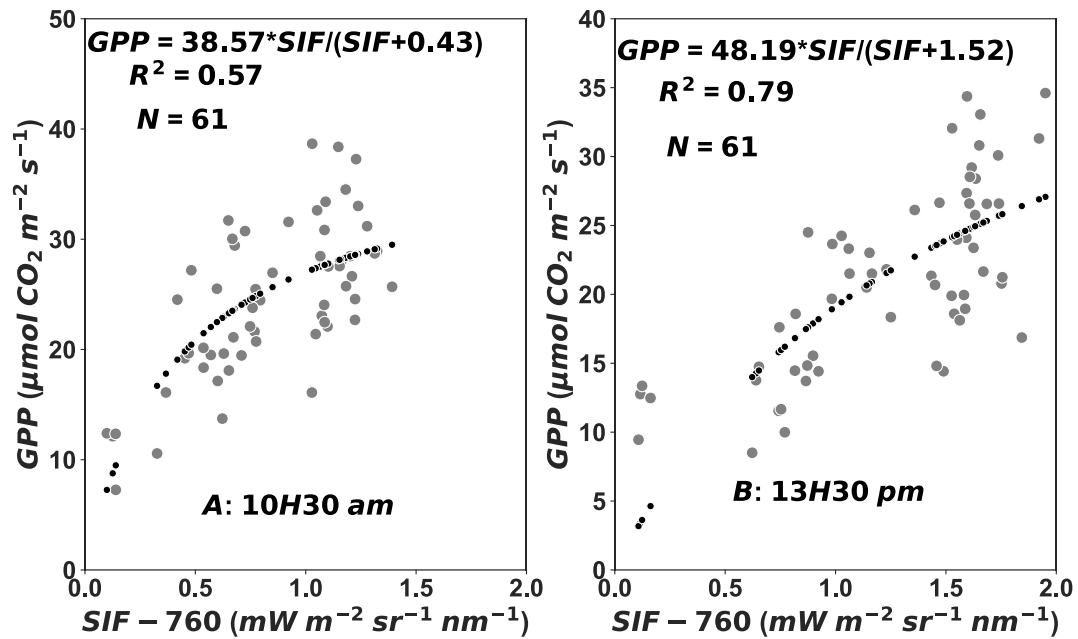 GPP = 38.57*SIF/(SIF+0.43)
R² = 0.57
N = 61
A: 10H30 am
50
40
30
20
10
0
GPP (μmol CO₂ m⁻² s⁻¹)
0.0 0.5 1.0 1.5 2.0
SIF − 760 (mW m⁻² sr⁻¹ nm⁻¹)
GPP = 48.19*SIF/(SIF+1.52)
R² = 0.79
N = 61
B: 13H30 pm
40
35
30
25
20
15
10
5
0
GPP (μmol CO₂ m⁻² s⁻¹)
0.0 0.5 1.0 1.5 2.0
SIF − 760 (mW m⁻² sr⁻¹ nm⁻¹)